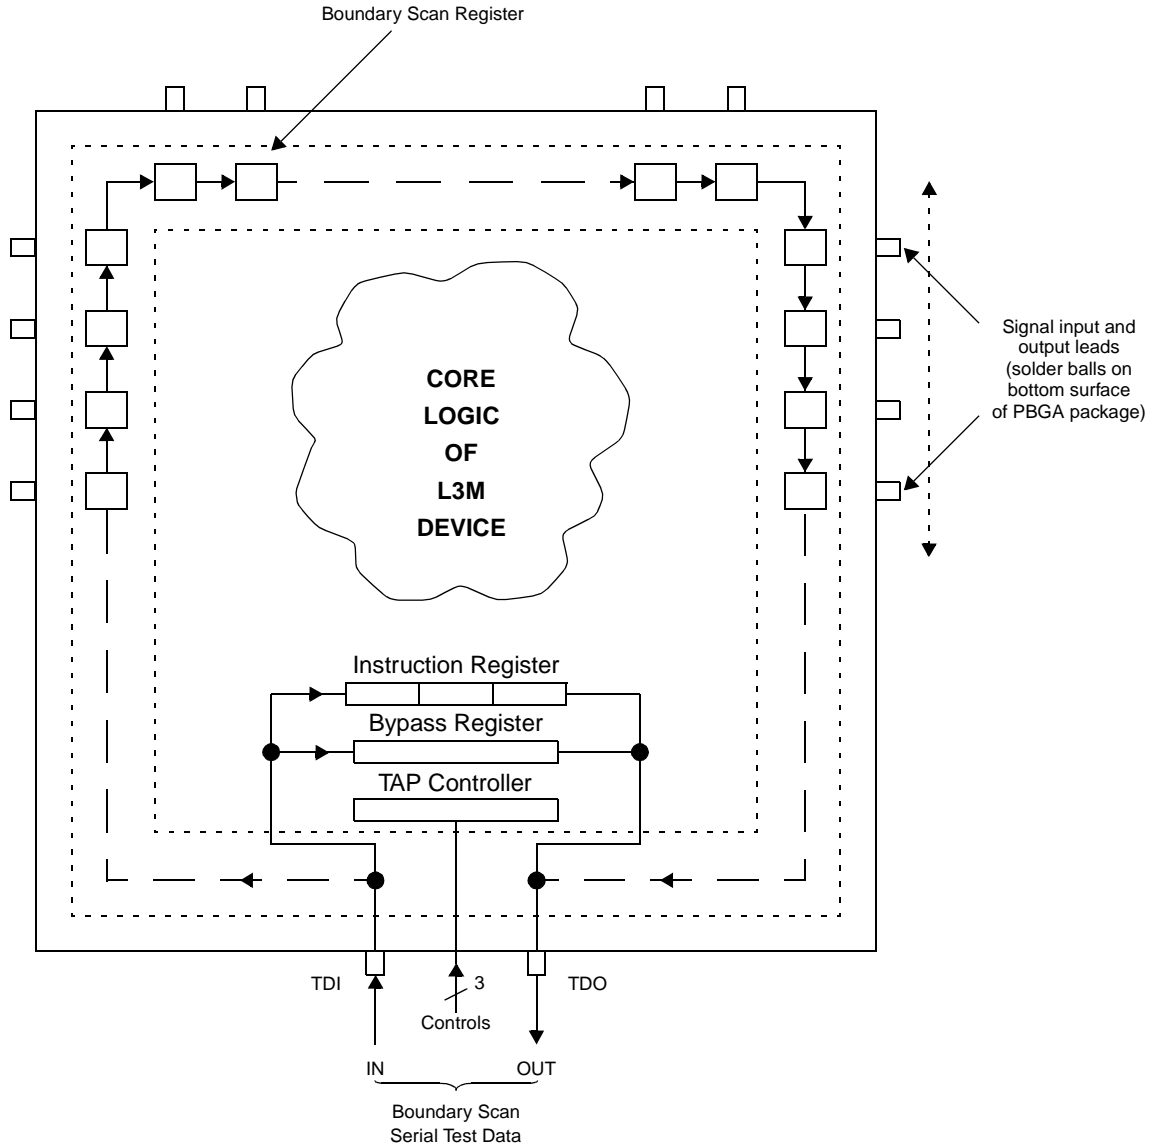 Boundary Scan Register
Signal input and
output leads
(solder balls on
bottom surface
of PBGA package)
CORE
LOGIC
OF
L3M
DEVICE
Instruction Register
Bypass Register
TAP Controller
TDI
3
TDO
Controls
IN
OUT
Boundary Scan
Serial Test Data